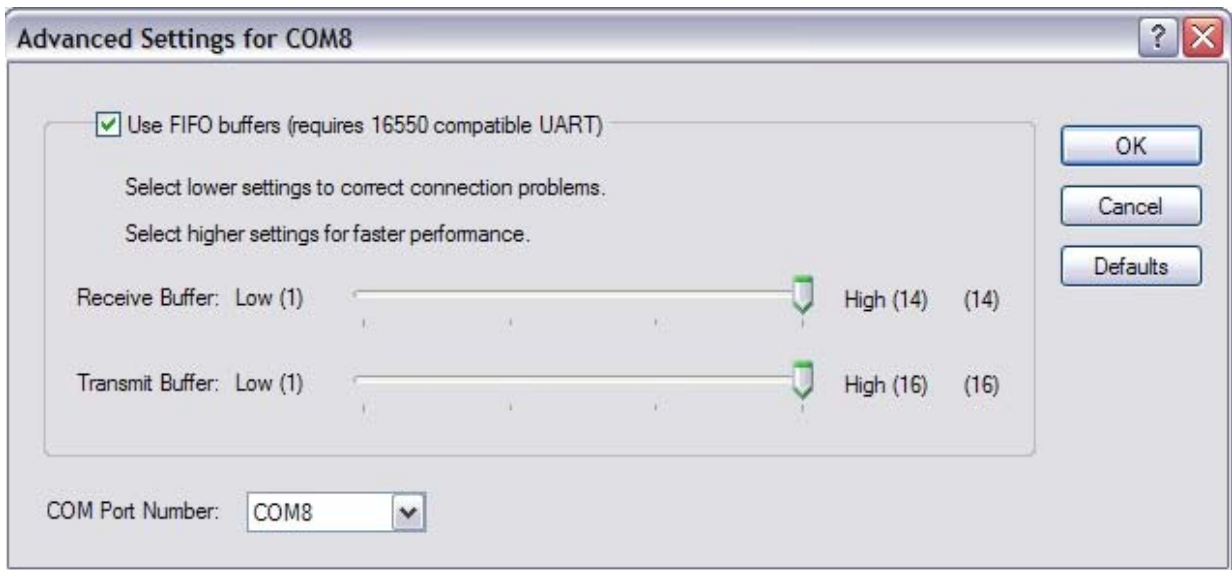 Advanced Settings for COM8
?
Use FIFO buffers (requires 16550 compatible UART)
OK
Select lower settings to correct connection problems.
Cancel
Select higher settings for faster performance.
Defaults
Receive Buffer: Low (1) High (14) (14)
Transmit Buffer: Low (1) High (16) (16)
COM Port Number: COM8